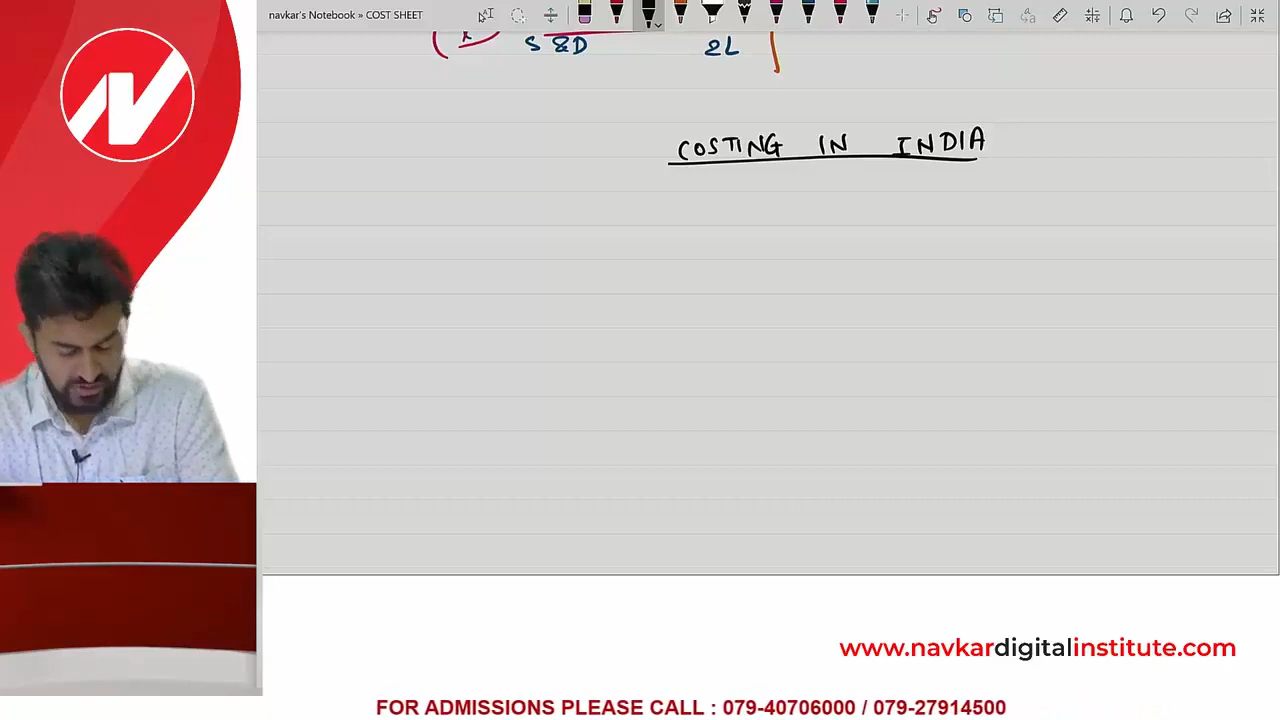 navkar's Notebook » COST SHEET
S &D 2L
COSTING IN INDIA
www.navkardigitalinstitute.com
FOR ADMISSIONS PLEASE CALL : 079-40706000 / 079-27914500